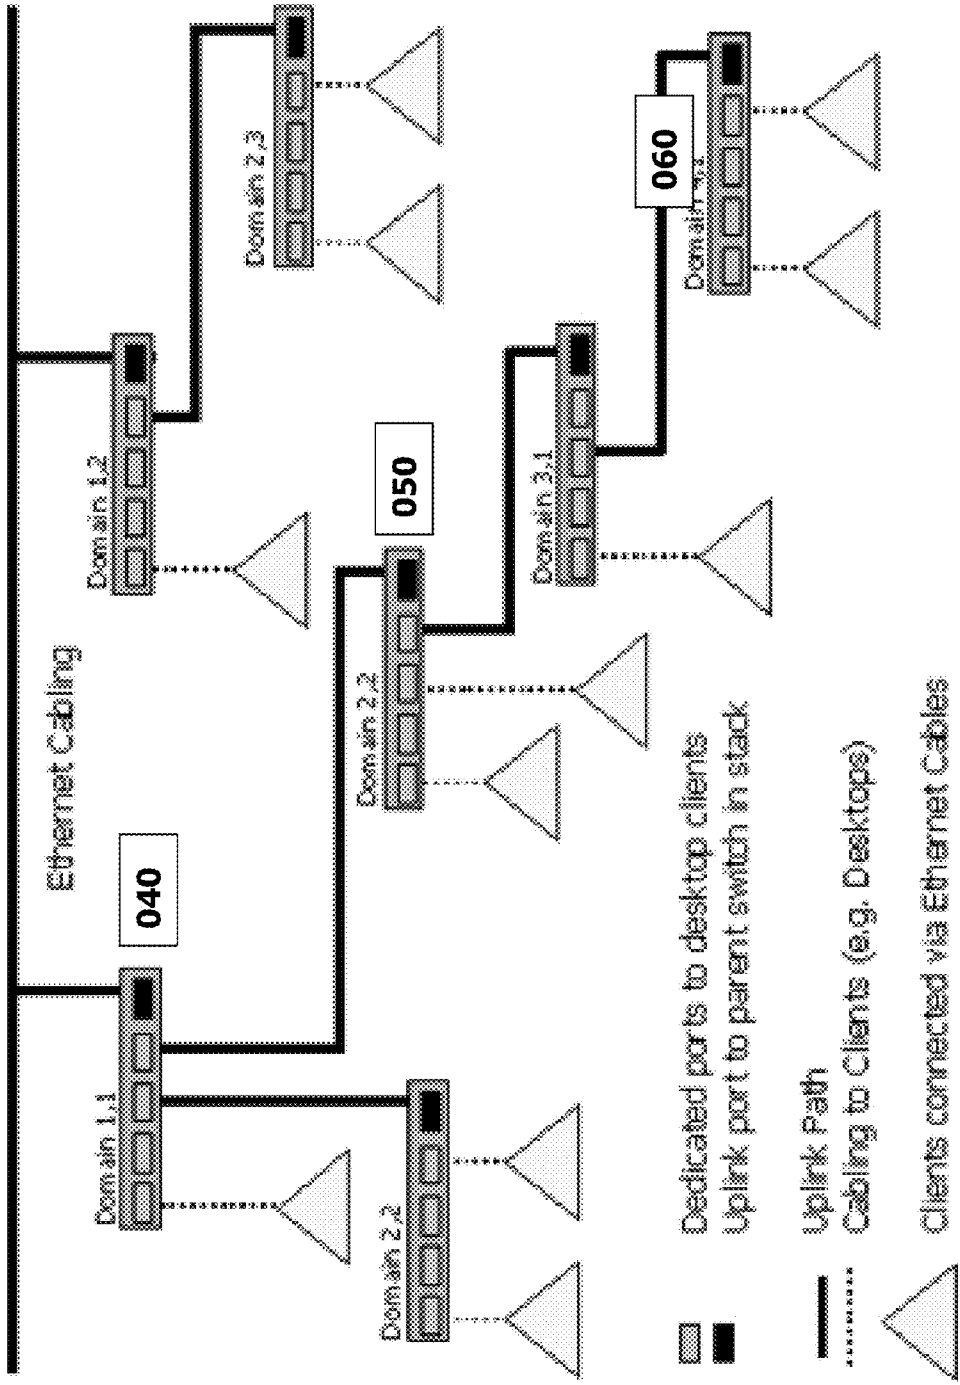 Ethernet Cabling
Domain 1,1
040
Domain 1,2
Domain 2,3
Domain 2,2
Domain 2,2
050
Domain 3,1
060
Domain
Dedicated ports to desktop clients
Uplink port to parent switch in stack
Uplink Path
Cabling to Clients (e.g. Desktops)
Clients connected via Ethernet Cables